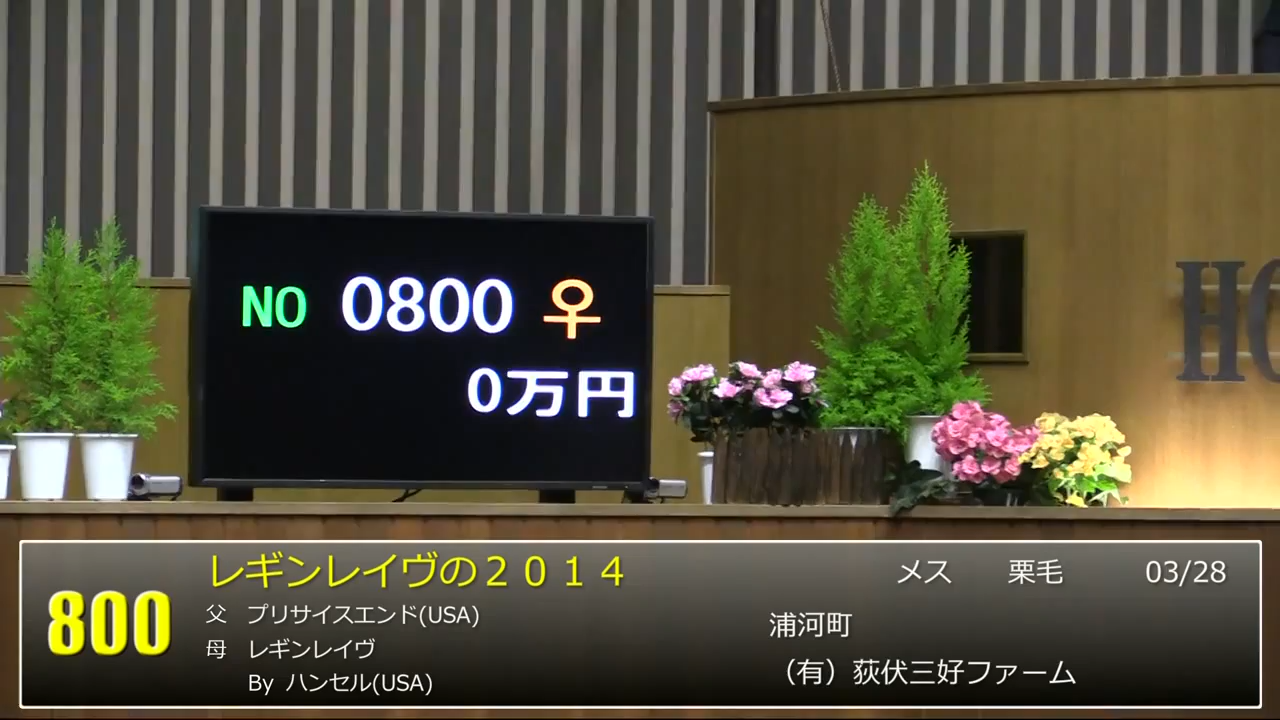 NO 0800 ♀
0万円
HO
800
レギンレイヴの２０１４
メス 栗毛 03/28
父 プリサイスエンド(USA)
母 レギンレイヴ
By ハンセル(USA)
浦河町
（有）荻伏三好ファーム